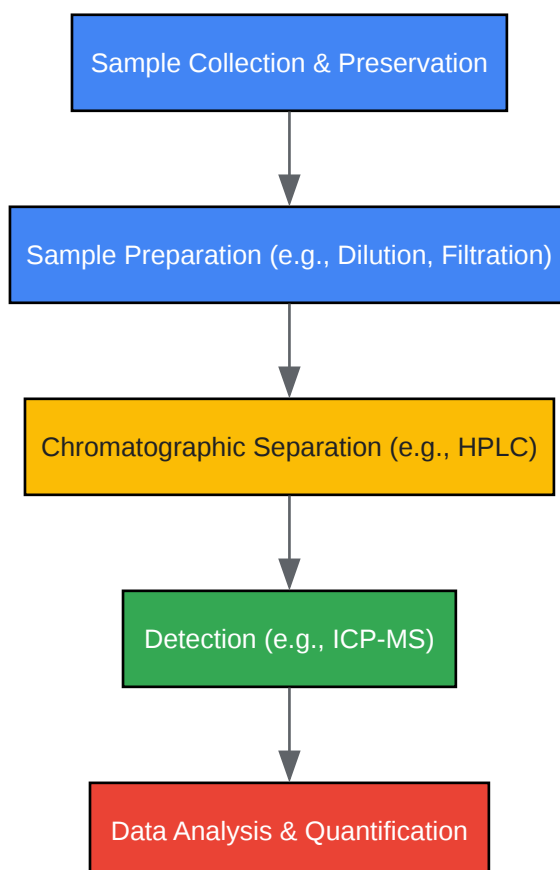 Sample Collection & Preservation
Sample Preparation (e.g., Dilution, Filtration)
Chromatographic Separation (e.g., HPLC)
Detection (e.g., ICP-MS)
Data Analysis & Quantification